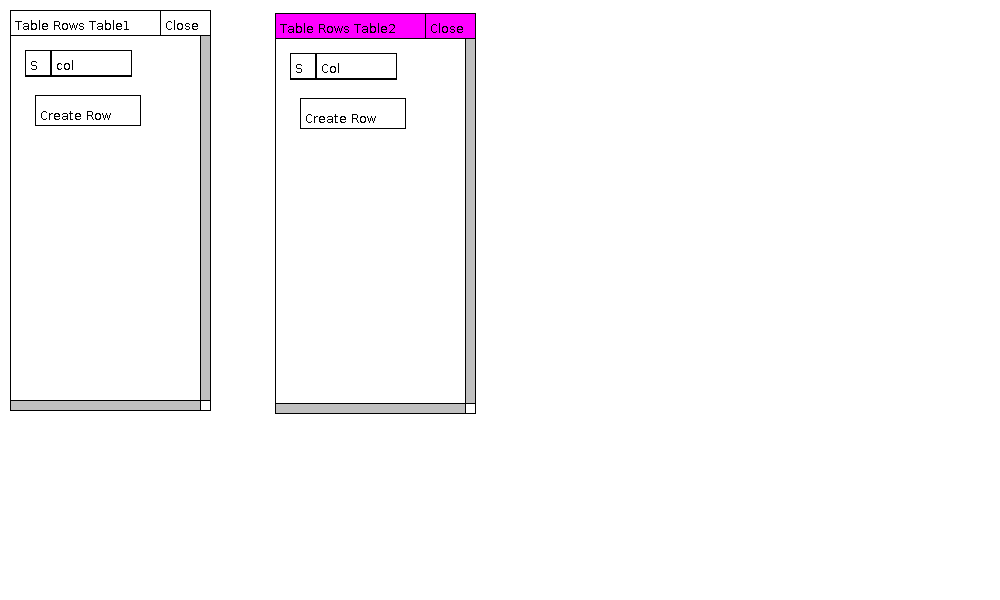 Table Rows Table1 Close
S col
Create Row
Table Rows Table2 Close
S Col
Create Row